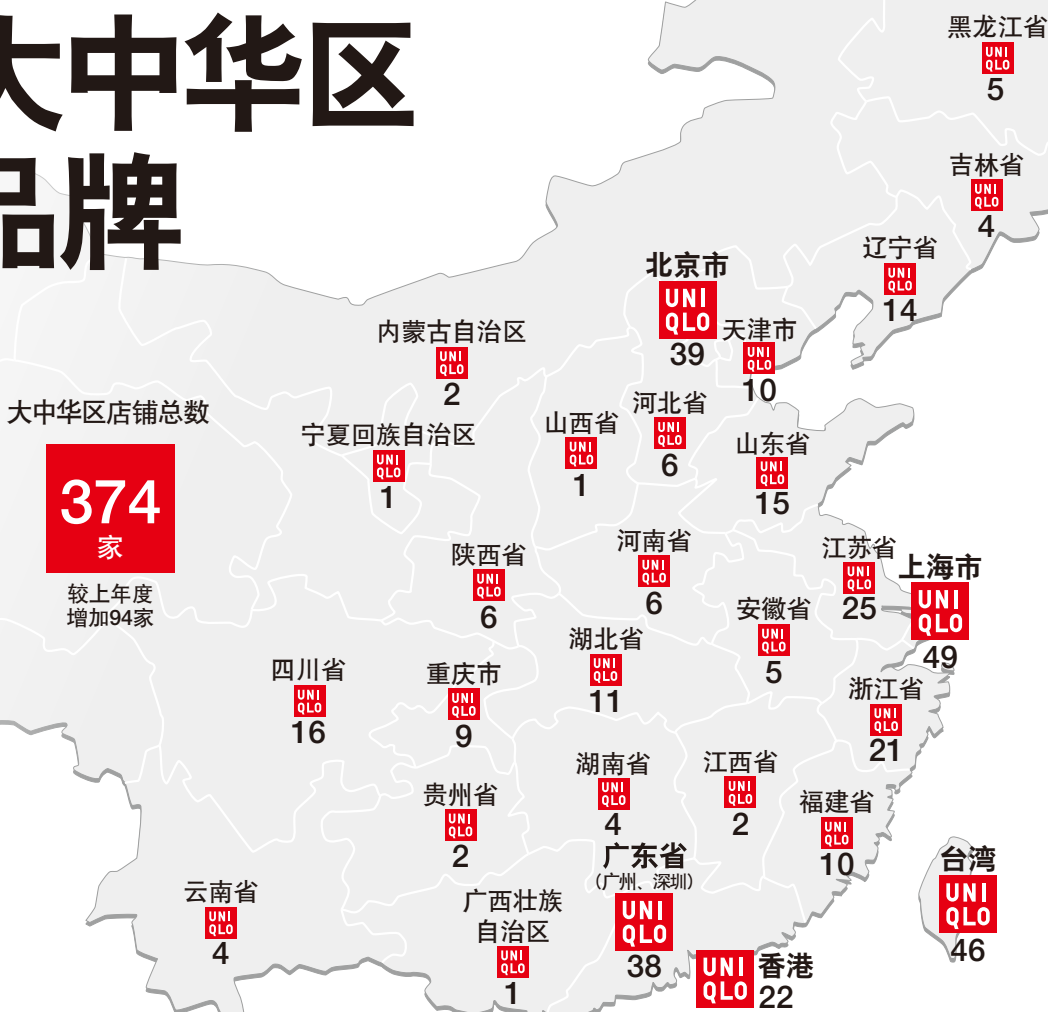 大中华区
品牌
黑龙江省
UNI
QLO
5
吉林省
UNI
QLO
4
辽宁省
UNI
QLO
14
北京市
UNI
QLO
39
天津市
UNI
QLO
10
内蒙古自治区
UNI
QLO
2
大中华区店铺总数
374
家
较上年度
增加94家
宁夏回族自治区
UNI
QLO
1
山西省
UNI
QLO
1
河北省
UNI
QLO
6
山东省
UNI
QLO
15
陕西省
UNI
QLO
6
河南省
UNI
QLO
6
江苏省
UNI
QLO
25
上海市
UNI
QLO
49
安徽省
UNI
QLO
5
湖北省
UNI
QLO
11
四川省
UNI
QLO
16
重庆市
UNI
QLO
9
浙江省
UNI
QLO
21
湖南省
UNI
QLO
4
江西省
UNI
QLO
2
贵州省
UNI
QLO
2
福建省
UNI
QLO
10
广东省
(广州、深圳)
UNI
QLO
38
台湾
UNI
QLO
46
云南省
UNI
QLO
4
广西壮族
自治区
UNI
QLO
1
UNI
QLO
香港
22